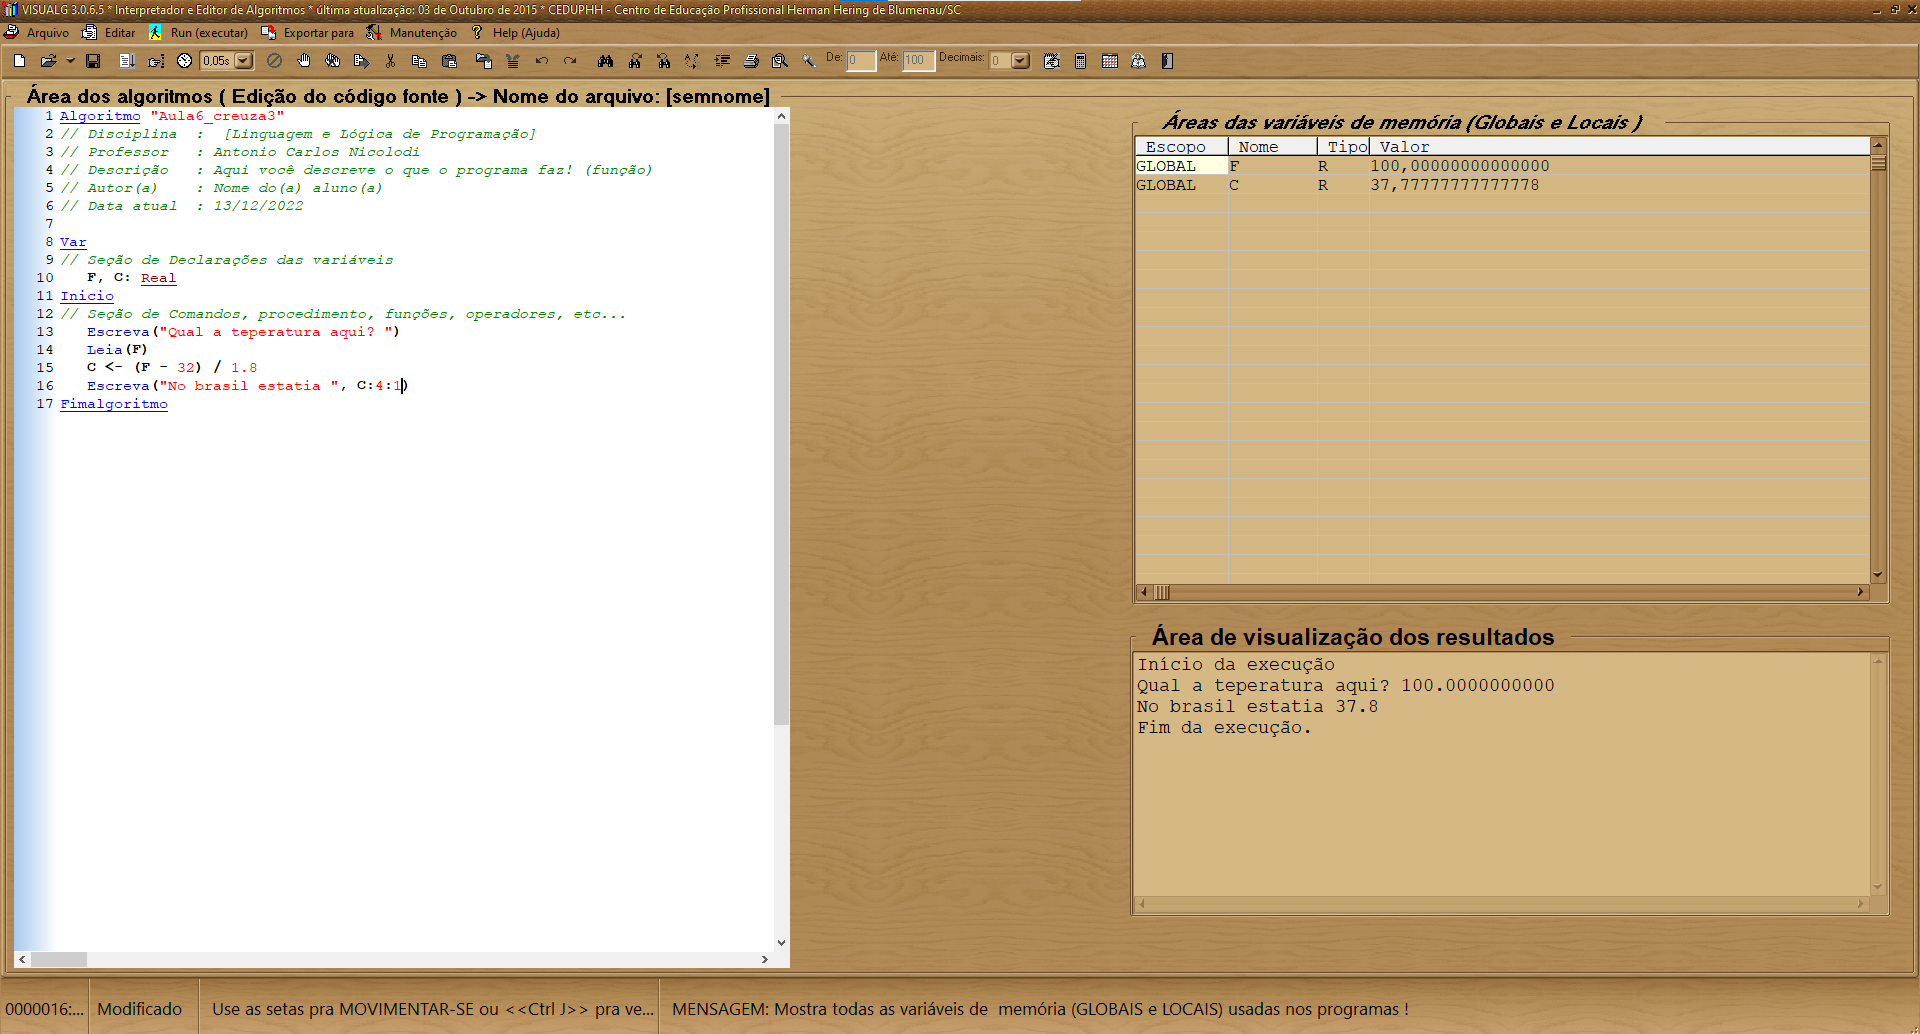 VISUALG 3.0.6.5 * Interpretador e Editor de Algoritmos * última atualização: 03 de Outubro de 2015 * CEDUPHH - Centro de Educação Profissional Herman Hering de Blumenau/SC
Arquivo Editar Run (executar) Exportar para Manutenção Help (Ajuda)
0,05s De: 0 Até: 100 Decimais: 0
Área dos algoritmos ( Edição do código fonte ) -> Nome do arquivo: [semnome]
1 Algoritmo "Aula6_creuza3"
2 // Disciplina : [Linguagem e Lógica de Programação]
3 // Professor : Antonio Carlos Nicolodi
4 // Descrição : Aqui você descreve o que o programa faz! (função)
5 // Autor(a) : Nome do(a) aluno(a)
6 // Data atual : 13/12/2022
7
8 Var
9 // Seção de Declarações das variáveis
10 F, C: Real
11 Inicio
12 // Seção de Comandos, procedimento, funções, operadores, etc...
13 Escreva("Qual a teperatura aqui? ")
14 Leia(F)
15 C <- (F - 32) / 1.8
16 Escreva("No brasil estatia ", C:4:1)
17 Fimalgoritmo
Áreas das variáveis de memória (Globais e Locais )
Escopo Nome Tipo Valor
GLOBAL F R 100,00000000000000
GLOBAL C R 37,77777777777778
Área de visualização dos resultados
Início da execução
Qual a teperatura aqui? 100.0000000000
No brasil estatia 37.8
Fim da execução.
0000016:... Modificado Use as setas pra MOVIMENTAR-SE ou <<Ctrl J>> pra ve... MENSAGEM: Mostra todas as variáveis de memória (GLOBAIS e LOCAIS) usadas nos programas !